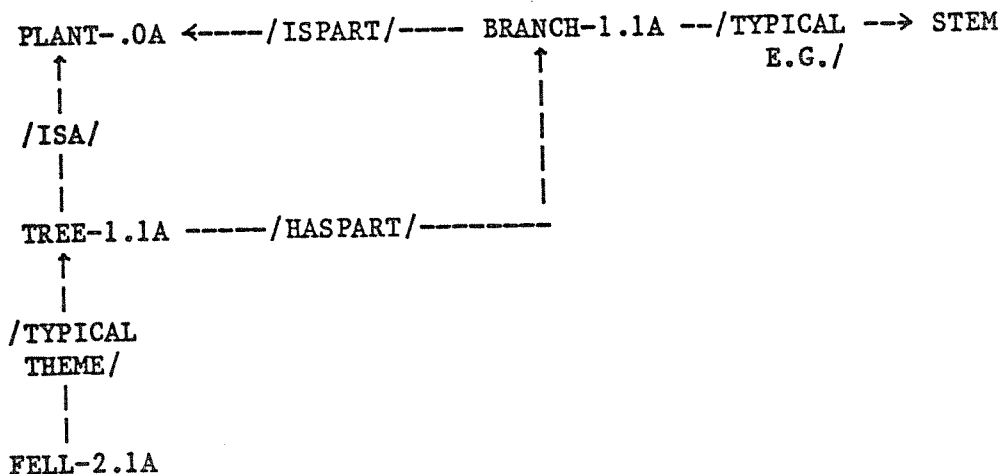 PLANT-.0A <----/ISPART/---- BRANCH-1.1A --/TYPICAL --> STEM
E.G./
/ISA/
TREE-1.1A -----/HASPART/--------
/TYPICAL
THEME/
FELL-2.1A